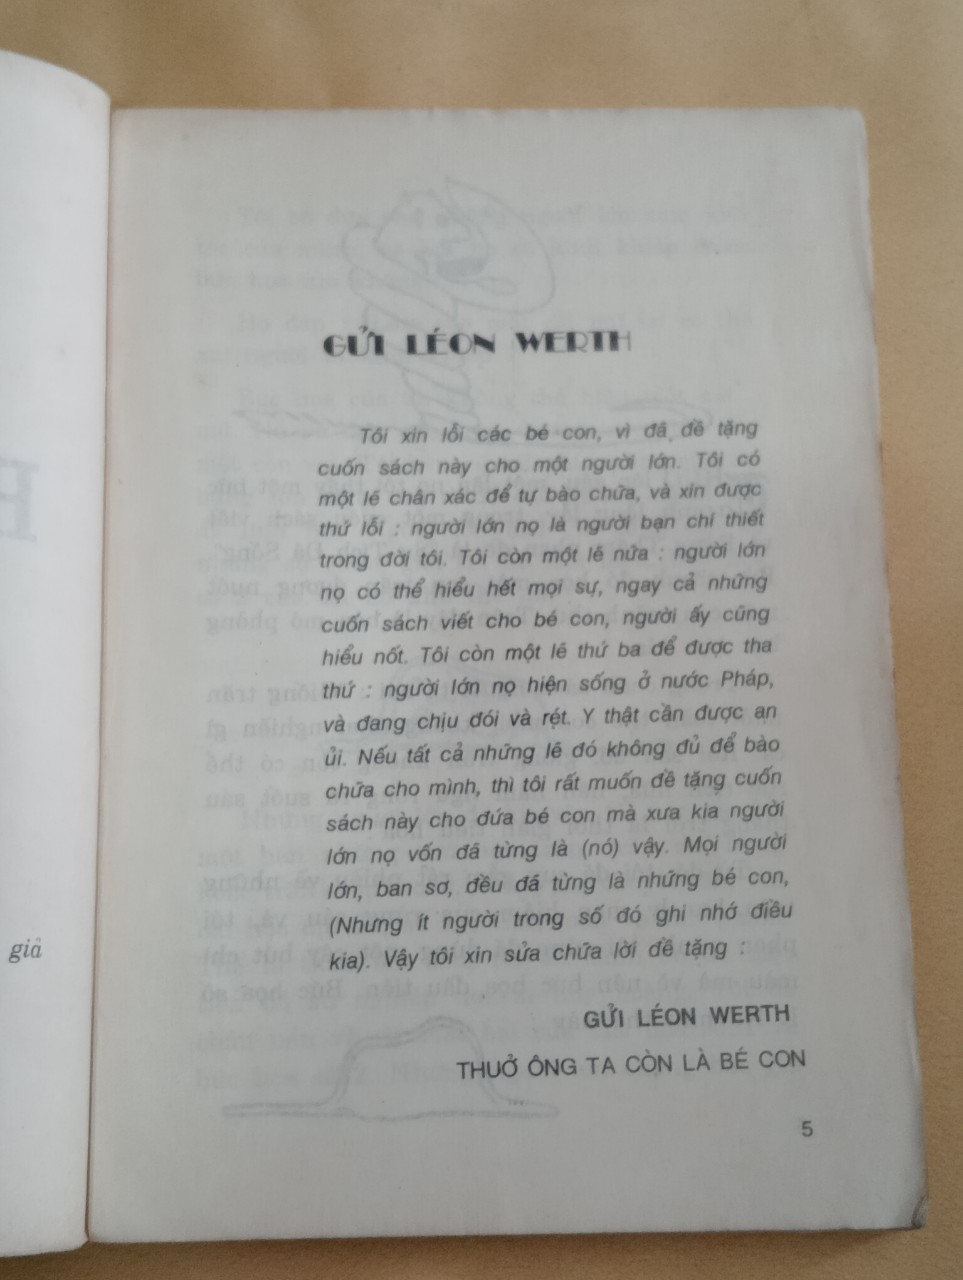 giả
GỬI LÉON WERTH
Tôi xin lỗi các bé con, vì đã đề tặng
cuốn sách này cho một người lớn. Tôi có
một lẽ chân xác để tự bào chữa, và xin được
thứ lỗi : người lớn nọ là người bạn chí thiết
trong đời tôi. Tôi còn một lẽ nữa : người lớn
nọ có thể hiểu hết mọi sự, ngay cả những
cuốn sách viết cho bé con, người ấy cũng
hiểu nốt. Tôi còn một lẽ thứ ba để được tha
thứ : người lớn nọ hiện sống ở nước Pháp,
và đang chịu đói và rét. Y thật cần được an
ủi. Nếu tất cả những lẽ đó không đủ để bào
chữa cho mình, thì tôi rất muốn đề tặng cuốn
sách này cho đứa bé con mà xưa kia người
lớn nọ vốn đã từng là (nó) vậy. Mọi người
lớn, ban sơ, đều đã từng là những bé con,
(Nhưng ít người trong số đó ghi nhớ điều
kia). Vậy tôi xin sửa chữa lời đề tặng :
GỬI LÉON WERTH
THUỞ ÔNG TA CÒN LÀ BÉ CON
5